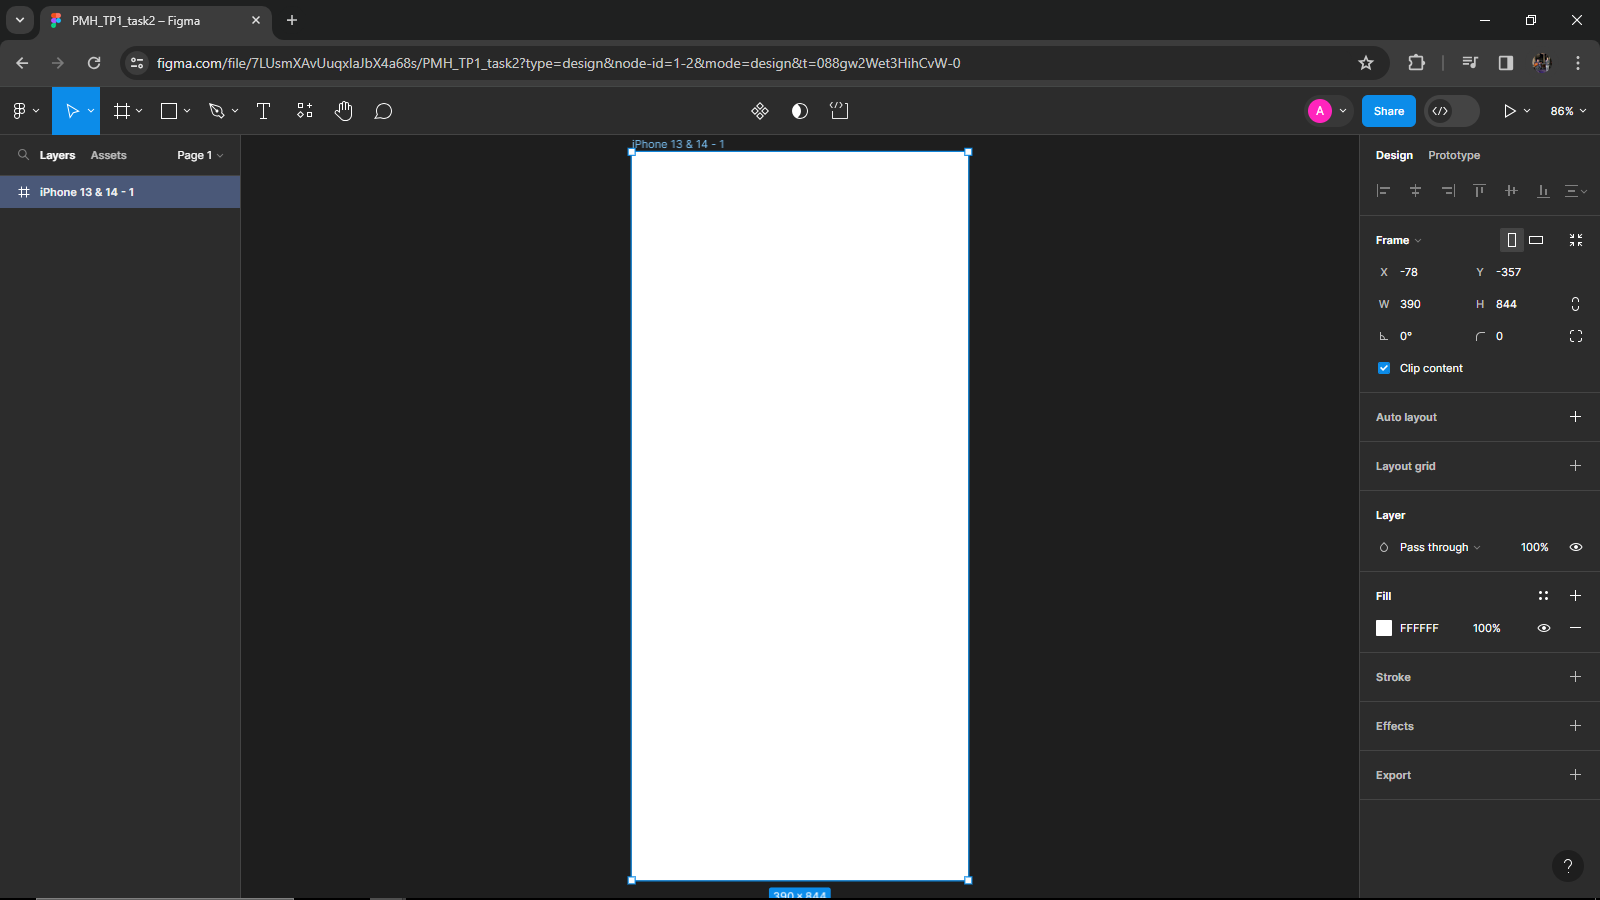 PMH_TP1_task2 – Figma
figma.com/file/7LUsmXAvUuqxlaJbX4a68s/PMH_TP1_task2?type=design&node-id=1-2&mode=design&t=088gw2Wet3HihCvW-0
A
Share
86%
Layers Assets Page 1
iPhone 13 & 14 - 1
iPhone 13 & 14 - 1
390 × 844
Design Prototype
Frame
X -78 Y -357
W 390 H 844
0° 0
Clip content
Auto layout
Layout grid
Layer
Pass through 100%
Fill
FFFFFF 100%
Stroke
Effects
Export
?